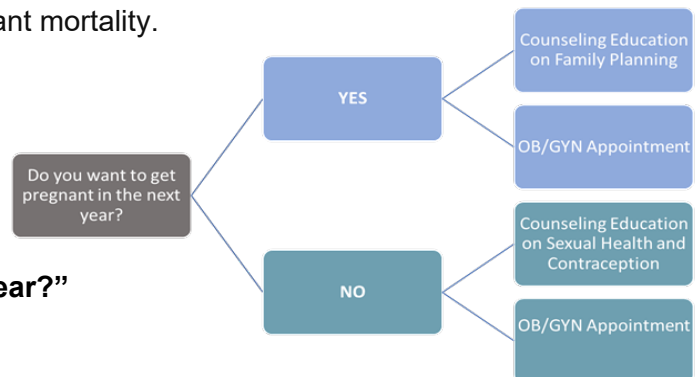 ant mortality.
Counseling Education
on Family Planning
YES
OB/GYN Appointment
Do you want to get
pregnant in the next
year?
Counseling Education
on Sexual Health and
Contraception
ear?”
NO
OB/GYN Appointment